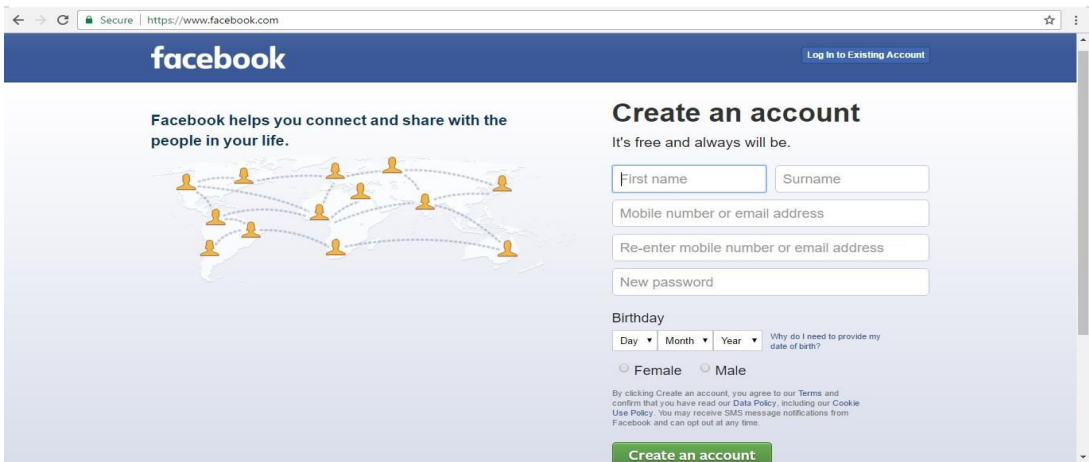 Secure | https://www.facebook.com
facebook
Log In to Existing Account
Facebook helps you connect and share with the
people in your life.
Create an account
It's free and always will be.
First name
Surname
Mobile number or email address
Re-enter mobile number or email address
New password
Birthday
Day Month Year
Why do I need to provide my
date of birth?
Female Male
By clicking Create an account, you agree to our Terms and
confirm that you have read our Data Policy, including our Cookie
Use Policy. You may receive SMS message notifications from
Facebook and can opt out at any time.
Create an account